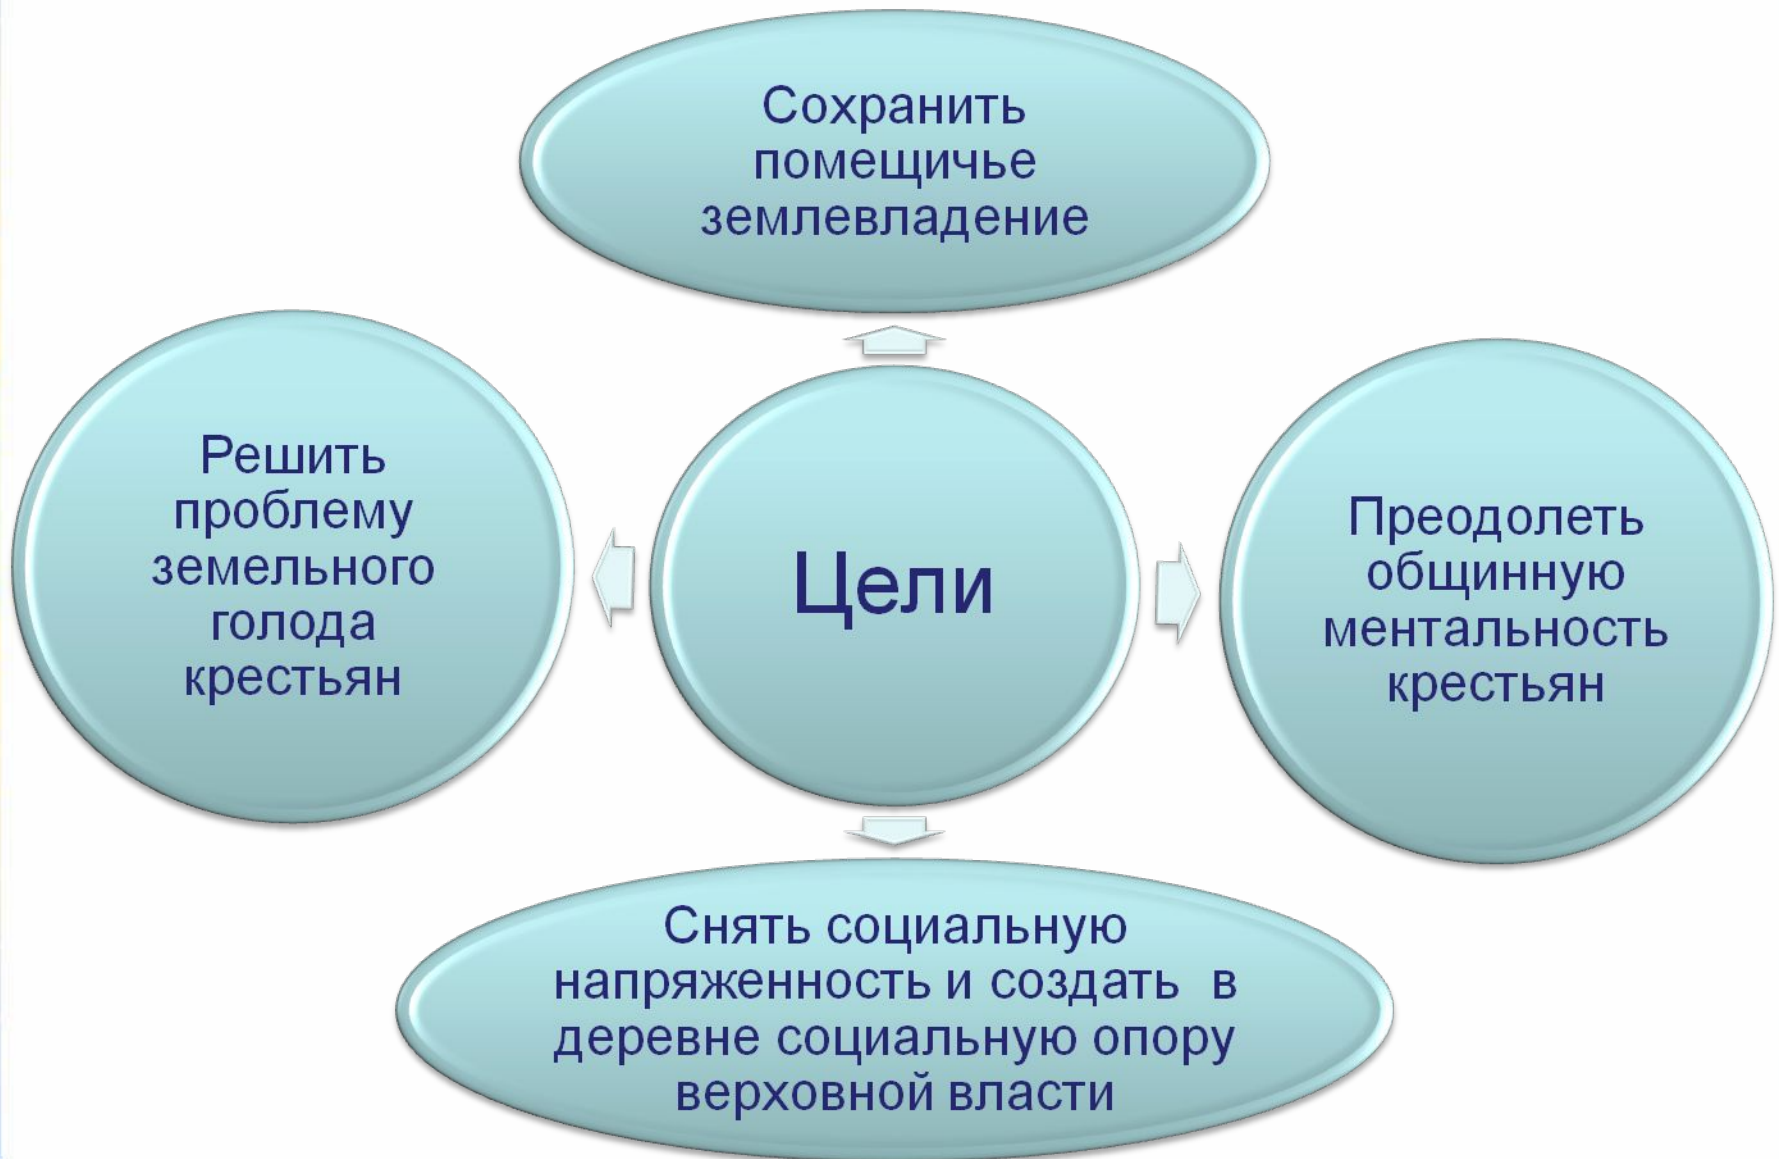 Сохранить
помещичье
землевладение
Решить
проблему
земельного
голода
крестьян
Цели
Преодолеть
общинную
ментальность
крестьян
Снять социальную
напряженность и создать  в
деревне социальную опору
верховной власти